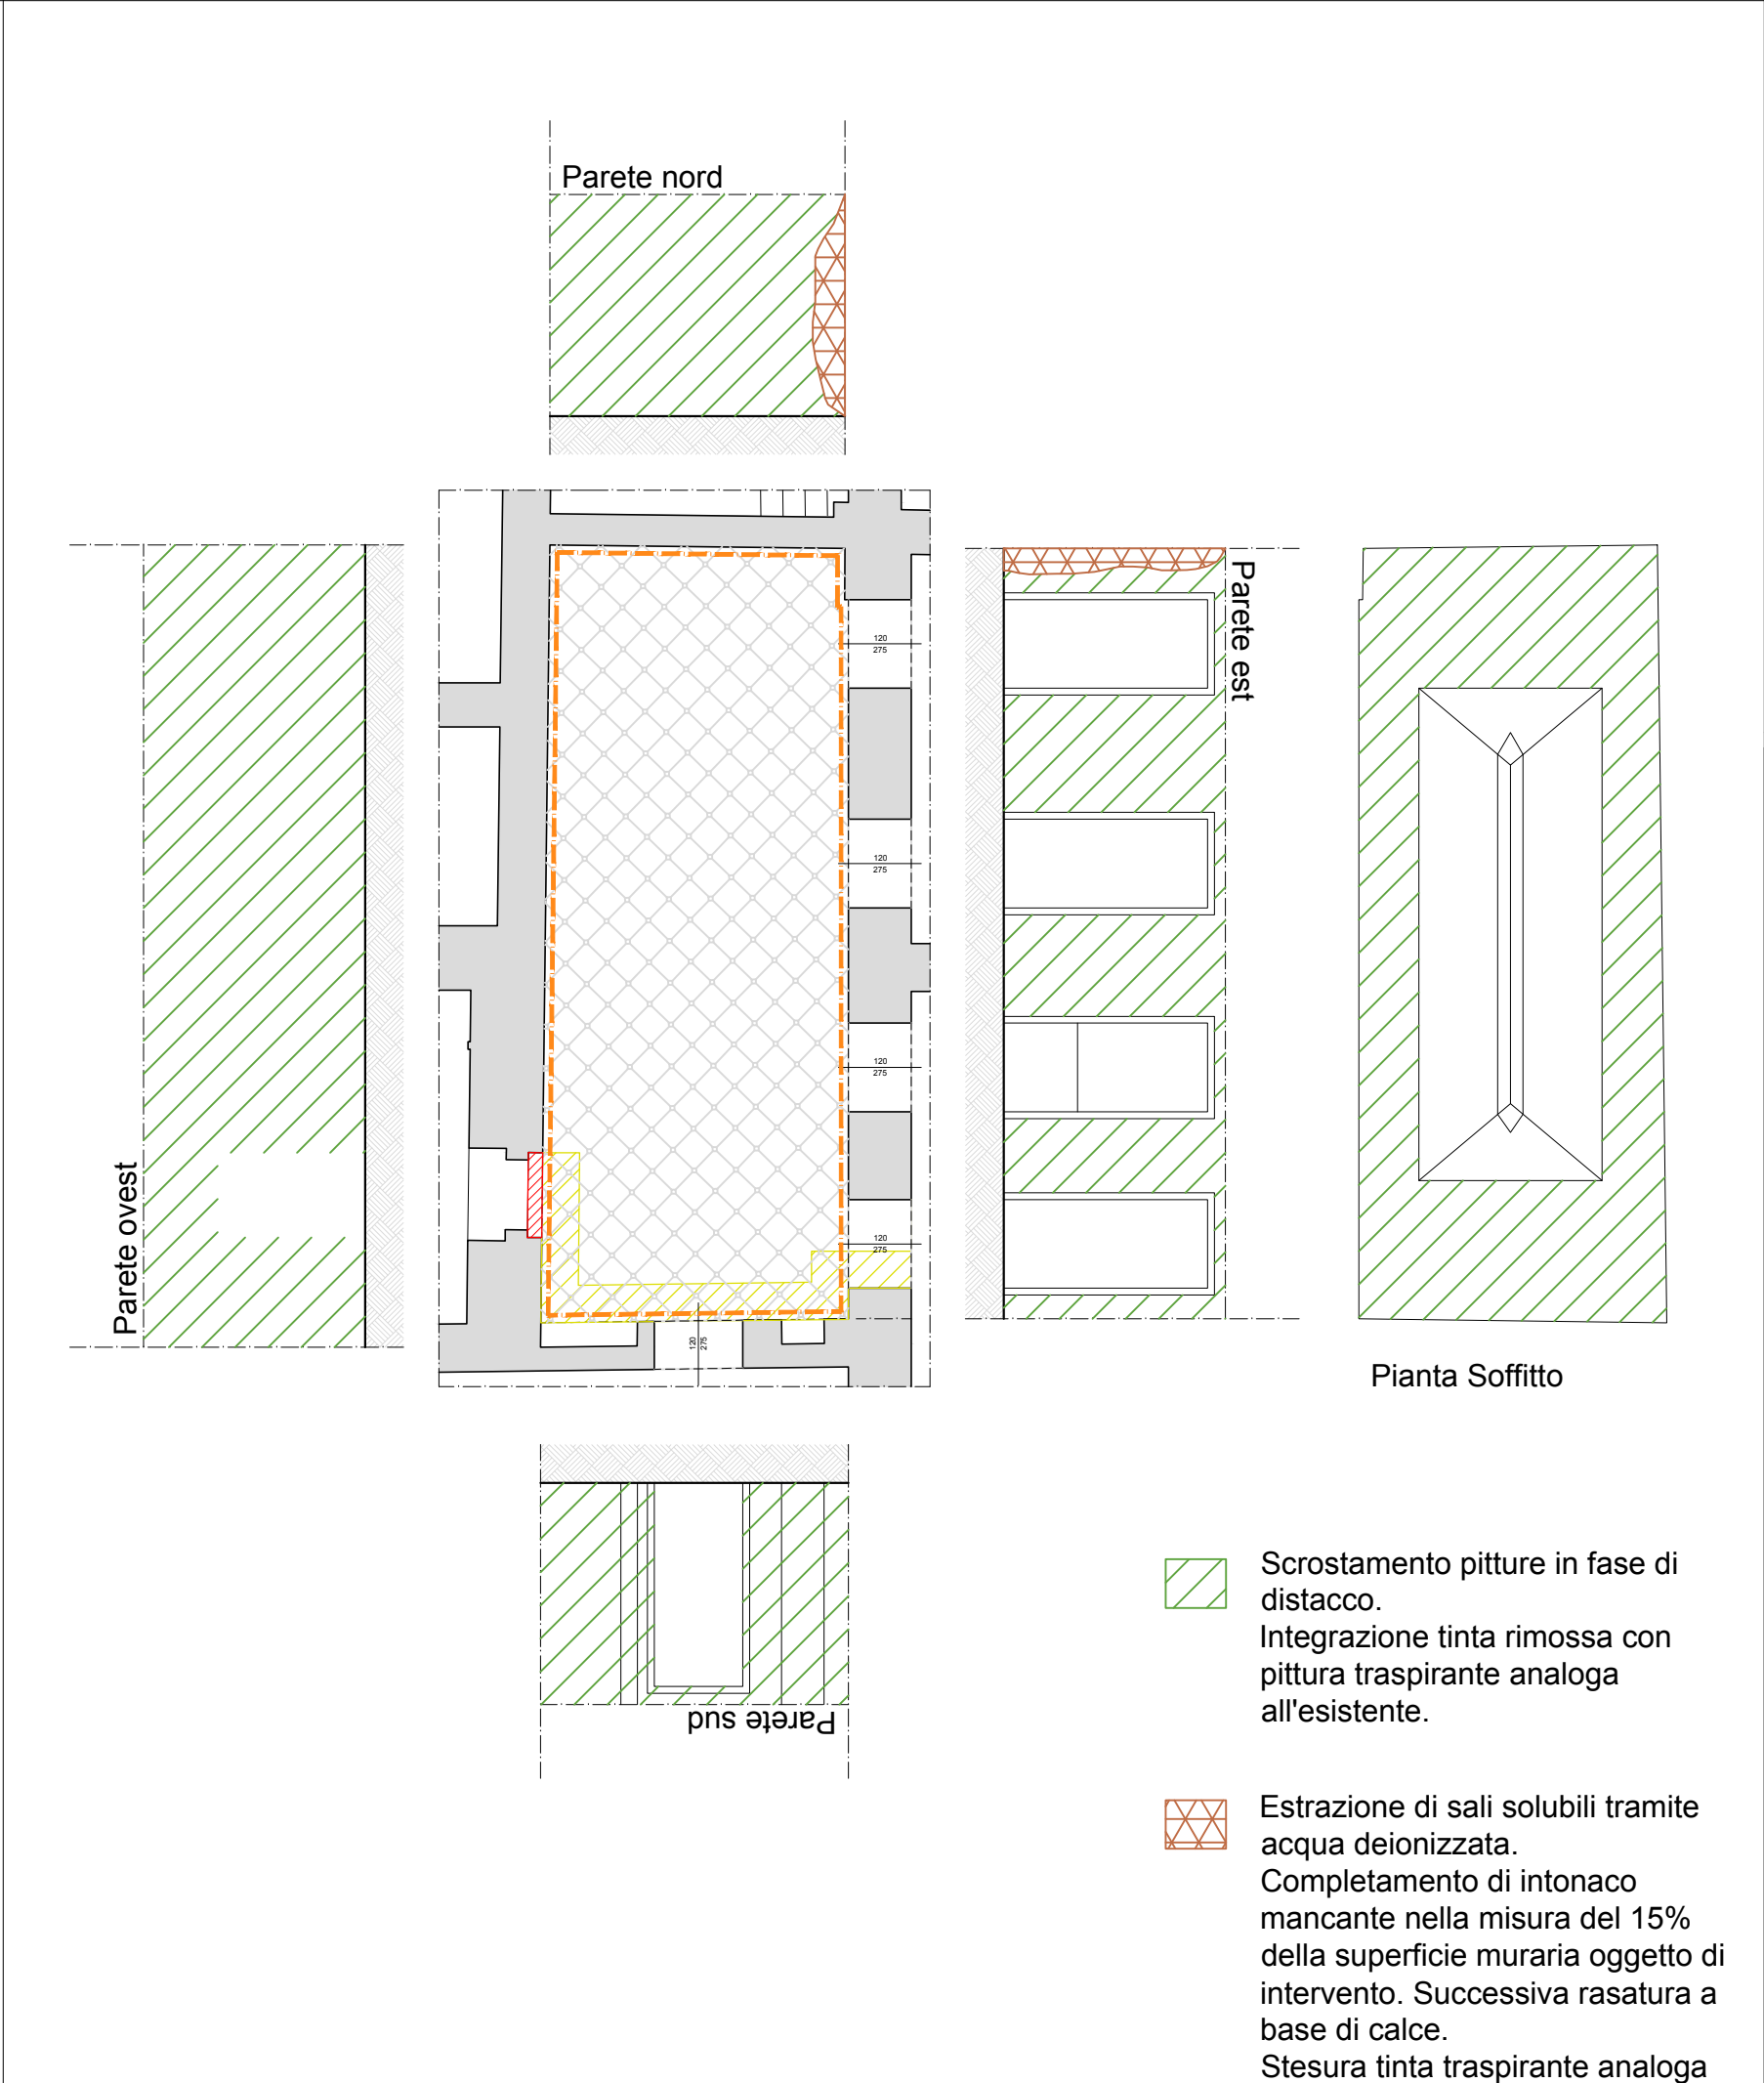 Parete nord
Parete est
120
275
120
275
120
275
120
275
120
275
Parete ovest
Pianta Soffitto
Parete sud
Scrostamento pitture in fase di
distacco.
Integrazione tinta rimossa con
pittura traspirante analoga
all'esistente.
Estrazione di sali solubili tramite
acqua deionizzata.
Completamento di intonaco
mancante nella misura del 15%
della superficie muraria oggetto di
intervento. Successiva rasatura a
base di calce.
Stesura tinta traspirante analoga